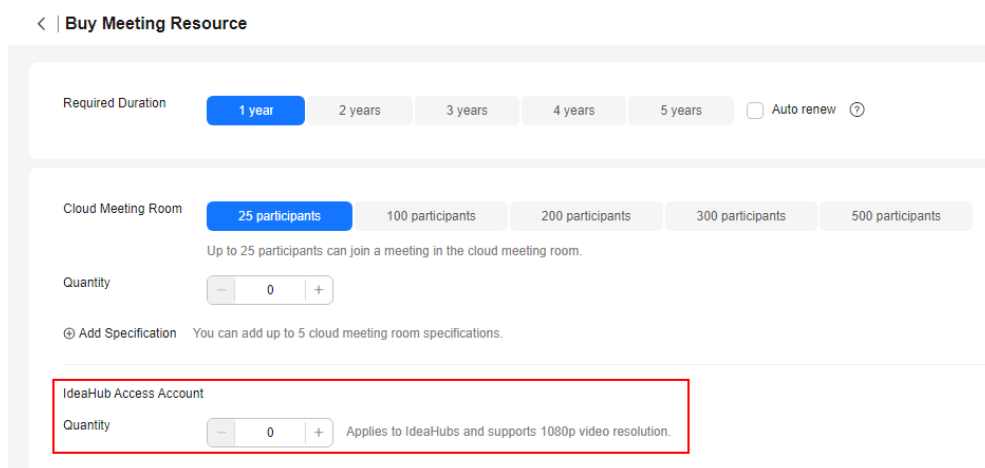 Buy Meeting Resource
Required Duration 1 year 2 years 3 years 4 years 5 years Auto renew ?
Cloud Meeting Room 25 participants 100 participants 200 participants 300 participants 500 participants
Up to 25 participants can join a meeting in the cloud meeting room.
Quantity − 0 +
Add Specification You can add up to 5 cloud meeting room specifications.
IdeaHub Access Account
Quantity − 0 + Applies to IdeaHubs and supports 1080p video resolution.